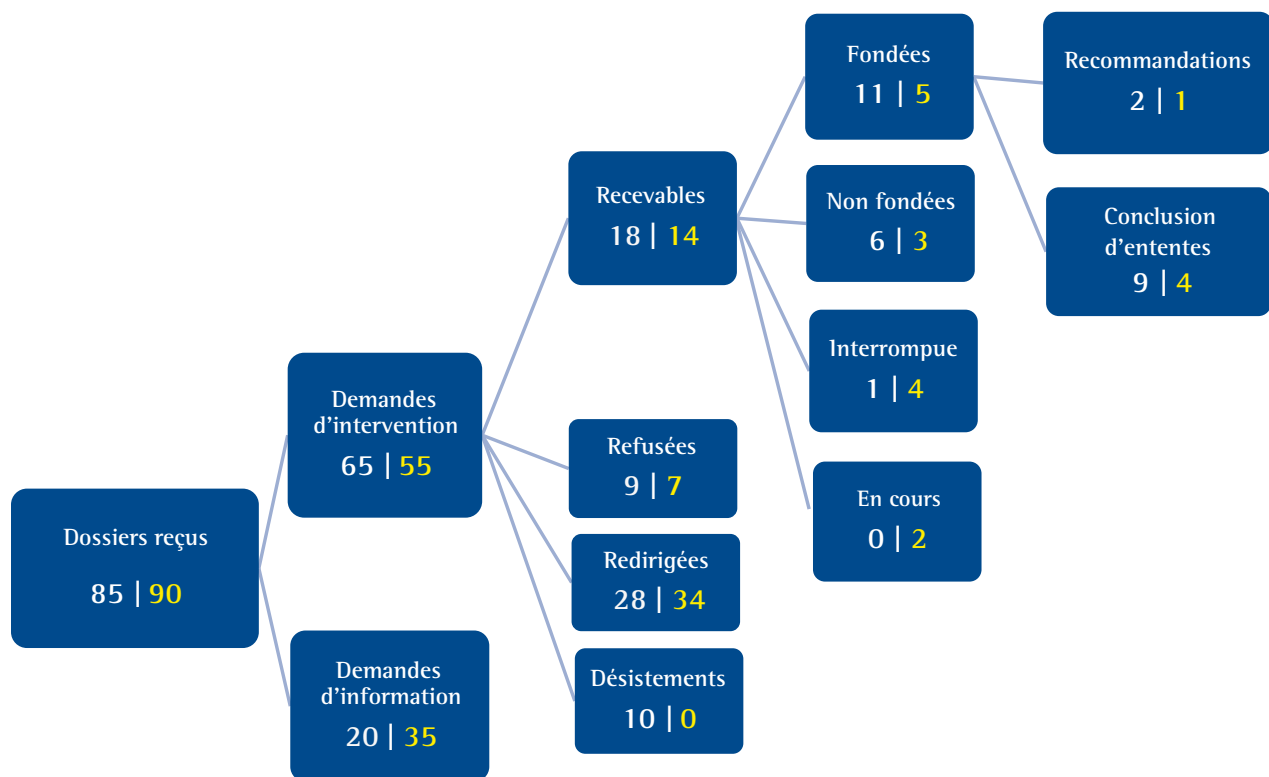 Dossiers reçus
85 | 90
Demandes
d'intervention
65 | 55
Demandes
d'information
20 | 35
Recevables
18 | 14
Refusées
9 | 7
Redirigées
28 | 34
Désistements
10 | 0
Fondées
11 | 5
Non fondées
6 | 3
Interrompue
1 | 4
En cours
0 | 2
Recommandations
2 | 1
Conclusion
d'ententes
9 | 4